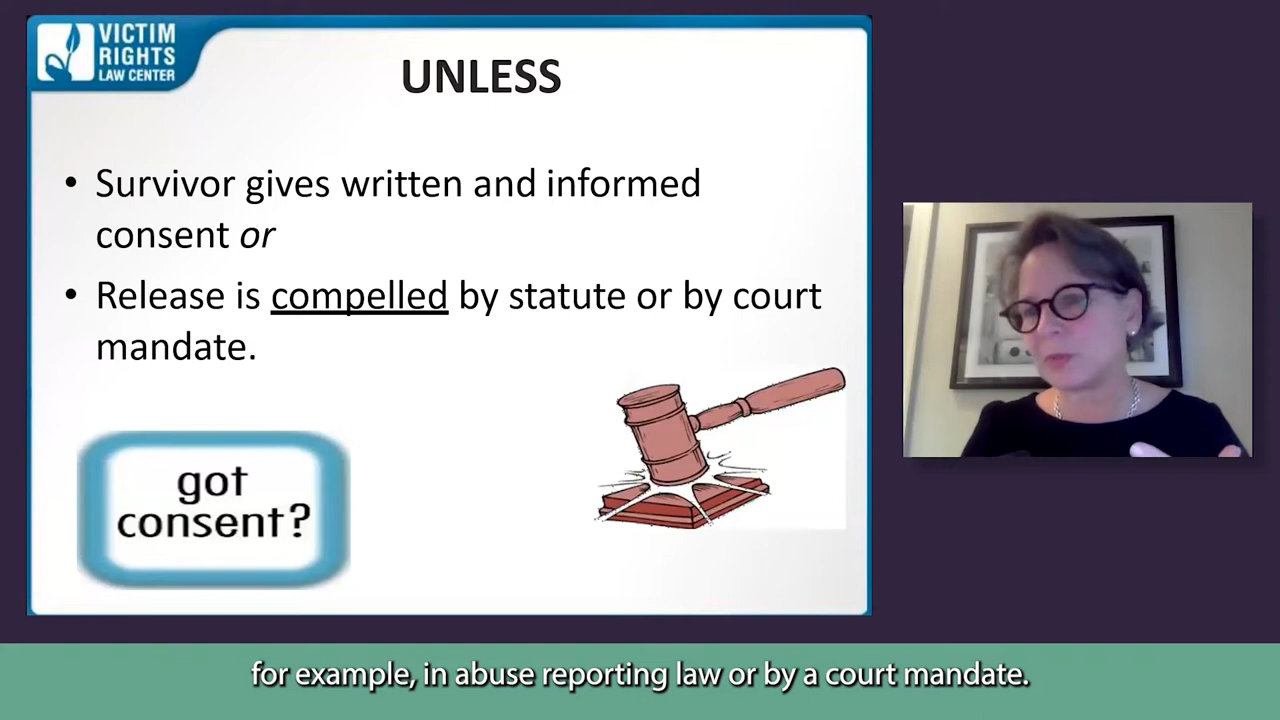 VICTIM
RIGHTS
LAW CENTER
UNLESS
• Survivor gives written and informed
consent or
• Release is compelled by statute or by court
mandate.
got
consent?
for example, in abuse reporting law or by a court mandate.